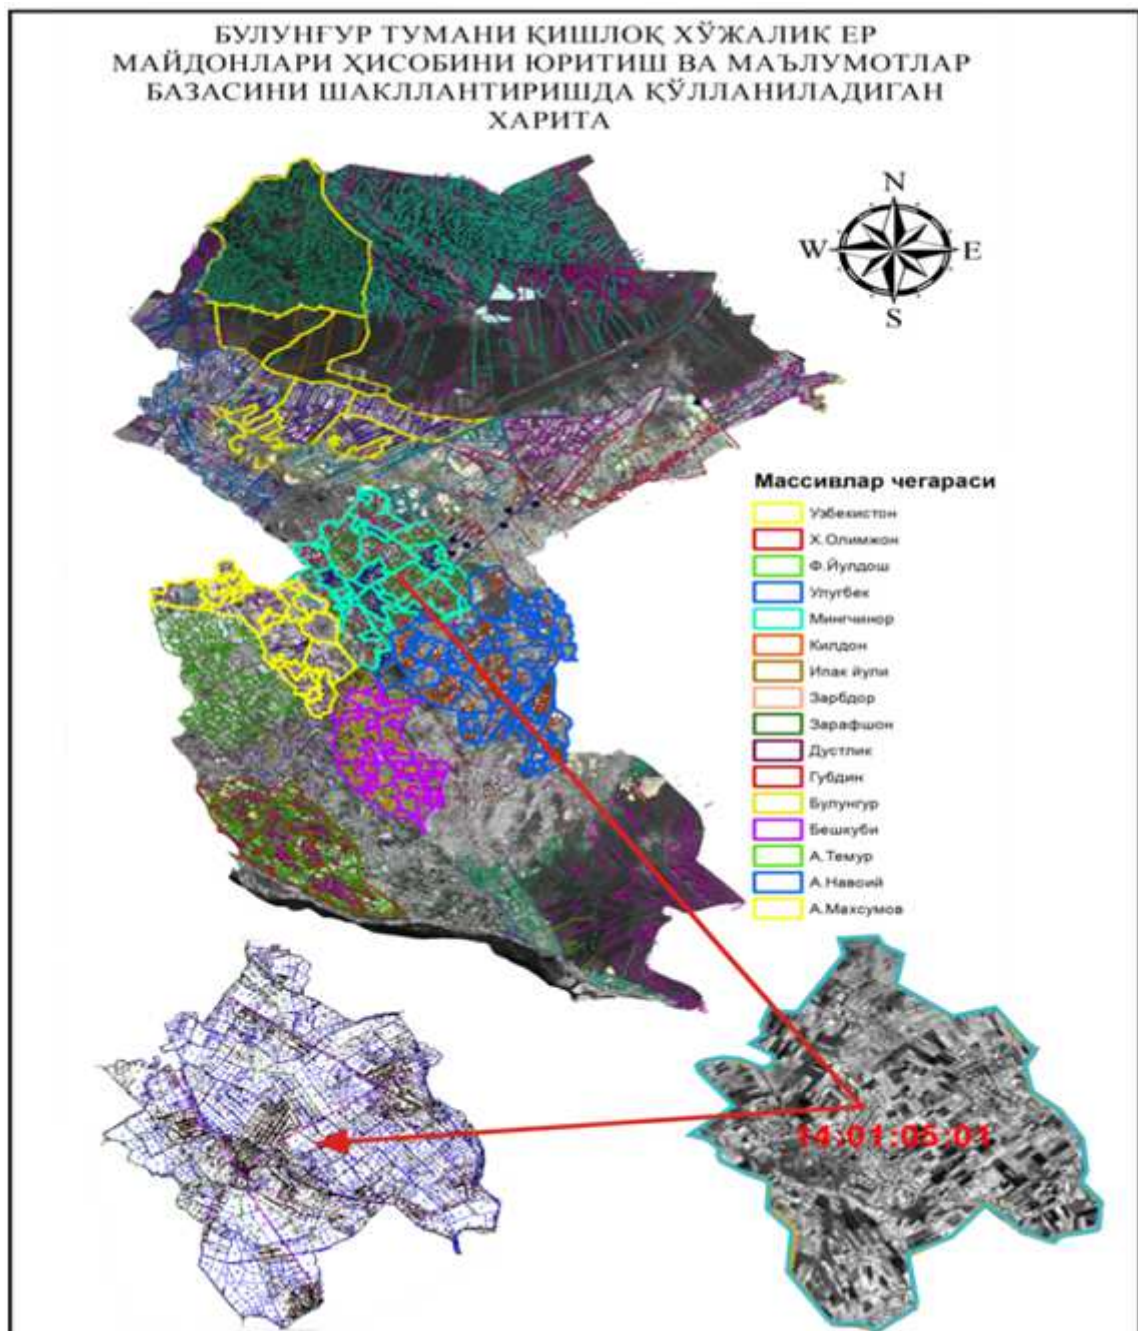 БУЛУНҒУР ТУМАНИ ҚИШЛОҚ ХЎЖАЛИК ЕР
МАЙДОНЛАРИ ҲИСОБИНИ ЮРИТИШ ВА МАЪЛУМОТЛАР
БАЗАСИНИ ШАКЛЛАНТИРИШДА ҚЎЛЛАНИЛАДИГАН
ХАРИТА
N
W E
S
Массивлар чегараси
Узбекистон
Х.Олимжон
Ф.Йулдош
Улугбек
Мингчинор
Килдон
Ипак йули
Зарбдор
Зарафшон
Дустлик
Губдин
Булунгур
Бешкуби
А.Темур
А.Навоий
А.Махсумов
14:01:05:01